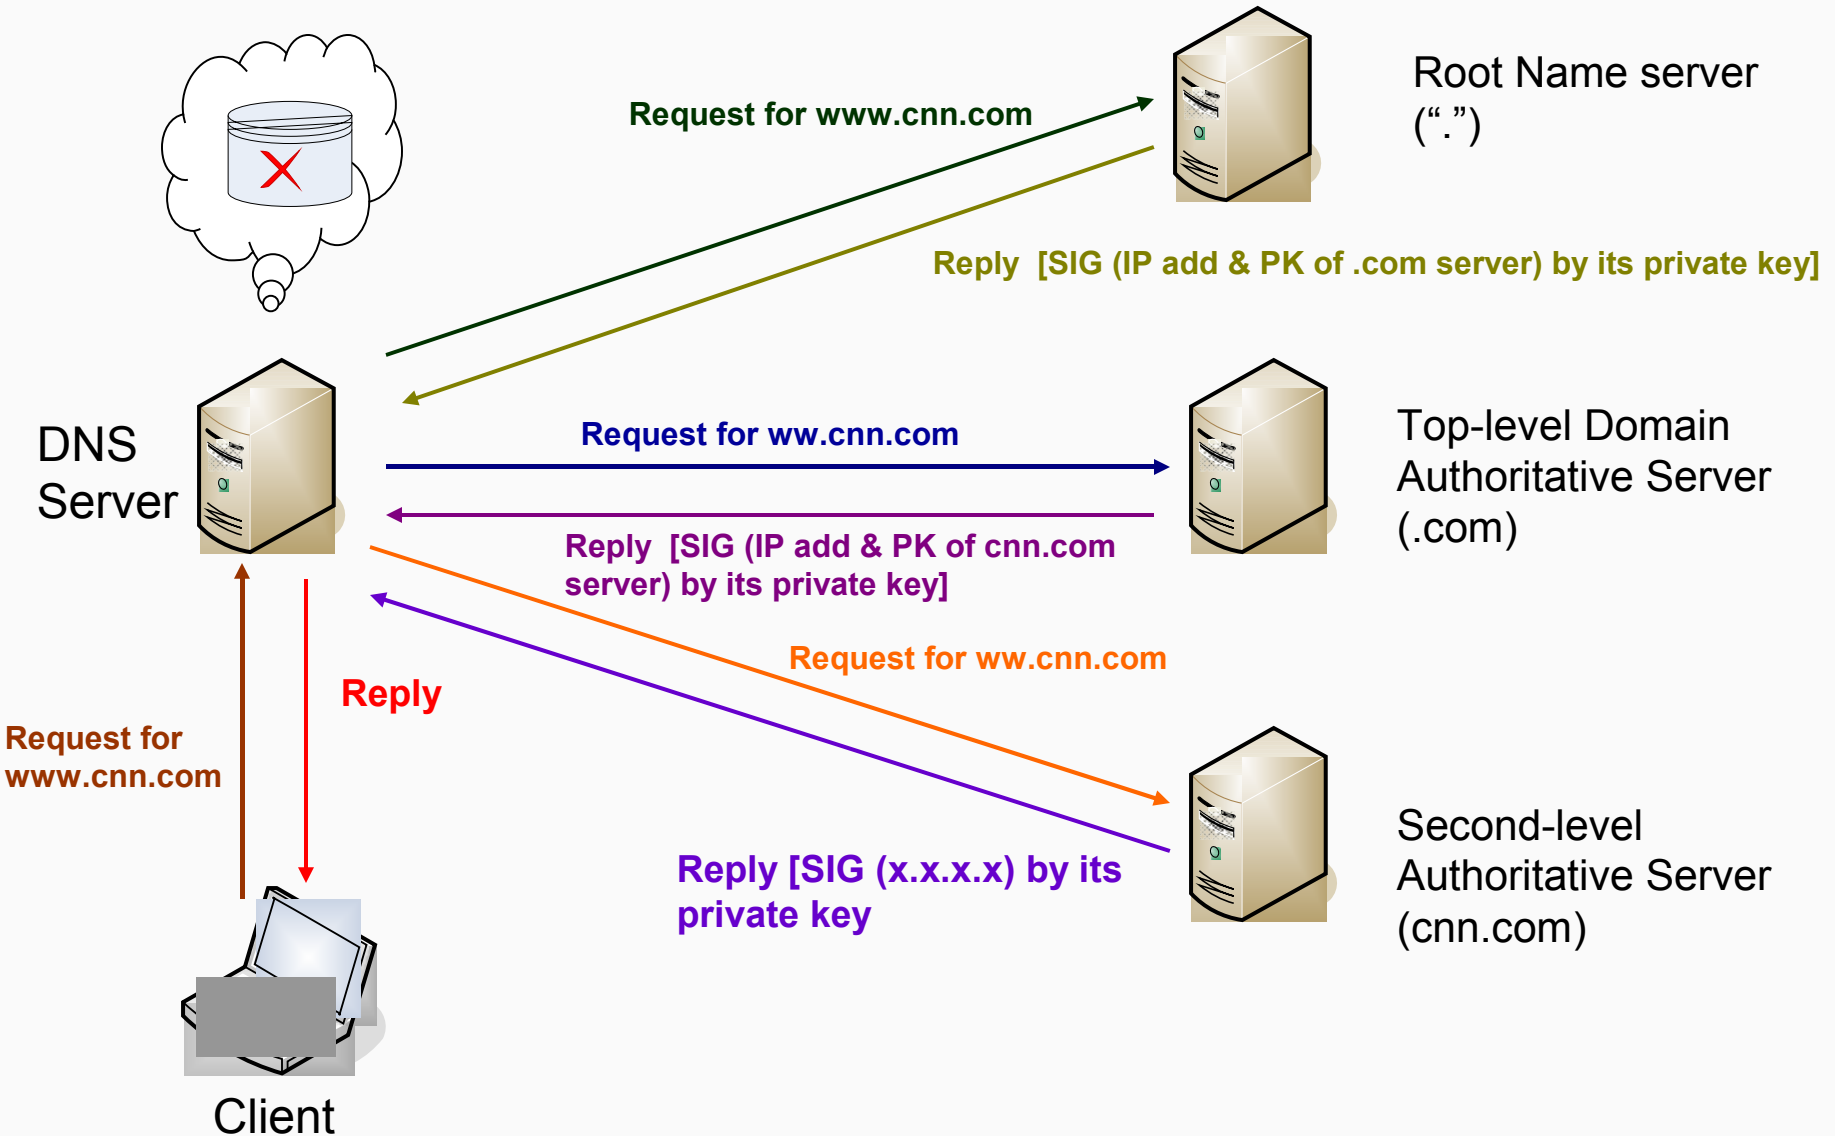 Request for www.cnn.com
Root Name server
(“.”)
Reply [SIG (IP add & PK of .com server) by its private key]
DNS
Server
Request for ww.cnn.com
Top-level Domain
Authoritative Server
(.com)
Reply [SIG (IP add & PK of cnn.com
server) by its private key]
Request for ww.cnn.com
Reply
Request for
www.cnn.com
Reply [SIG (x.x.x.x) by its
private key
Second-level
Authoritative Server
(cnn.com)
Client